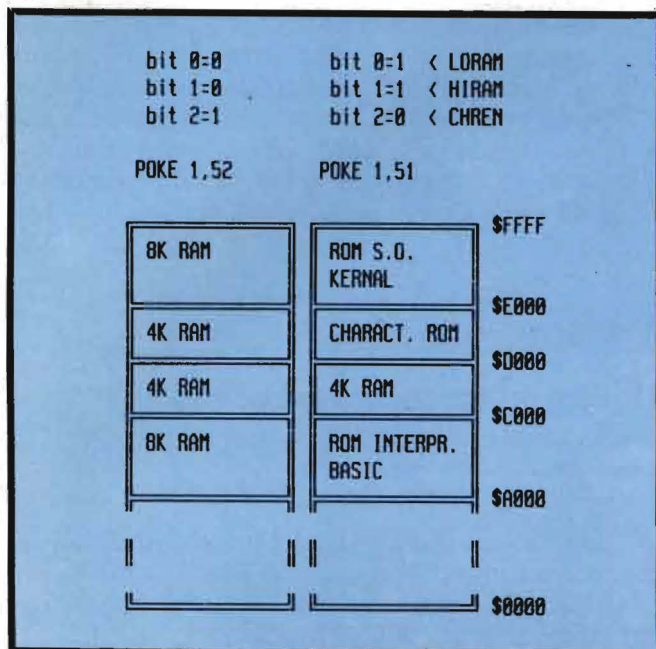 bit 0=0 bit 0=1 < LORAM
bit 1=0 bit 1=1 < HIRAM
bit 2=1 bit 2=0 < CHREN
POKE 1,52 POKE 1,51
$FFFF
8K RAM ROM S.O.
KERNAL
$E000
4K RAM CHARACT. ROM
$D000
4K RAM 4K RAM
$C000
8K RAM ROM INTERPR.
BASIC
$A000
$0000